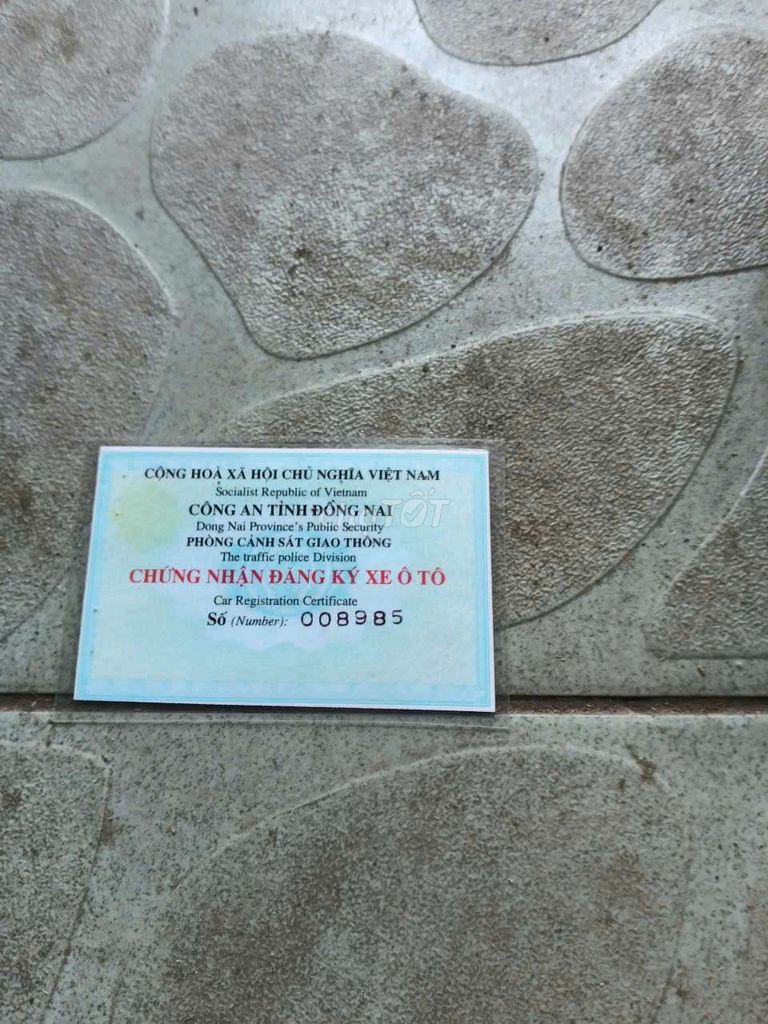 CỘNG HOÀ XÃ HỘI CHỦ NGHĨA VIỆT NAM
Socialist Republic of Vietnam
CÔNG AN TỈNH ĐỒNG NAI
Dong Nai Province's Public Security
PHÒNG CẢNH SÁT GIAO THÔNG
The traffic police Division
CHỨNG NHẬN ĐĂNG KÝ XE Ô TÔ
Car Registration Certificate
Số (Number): 008985
TỐT